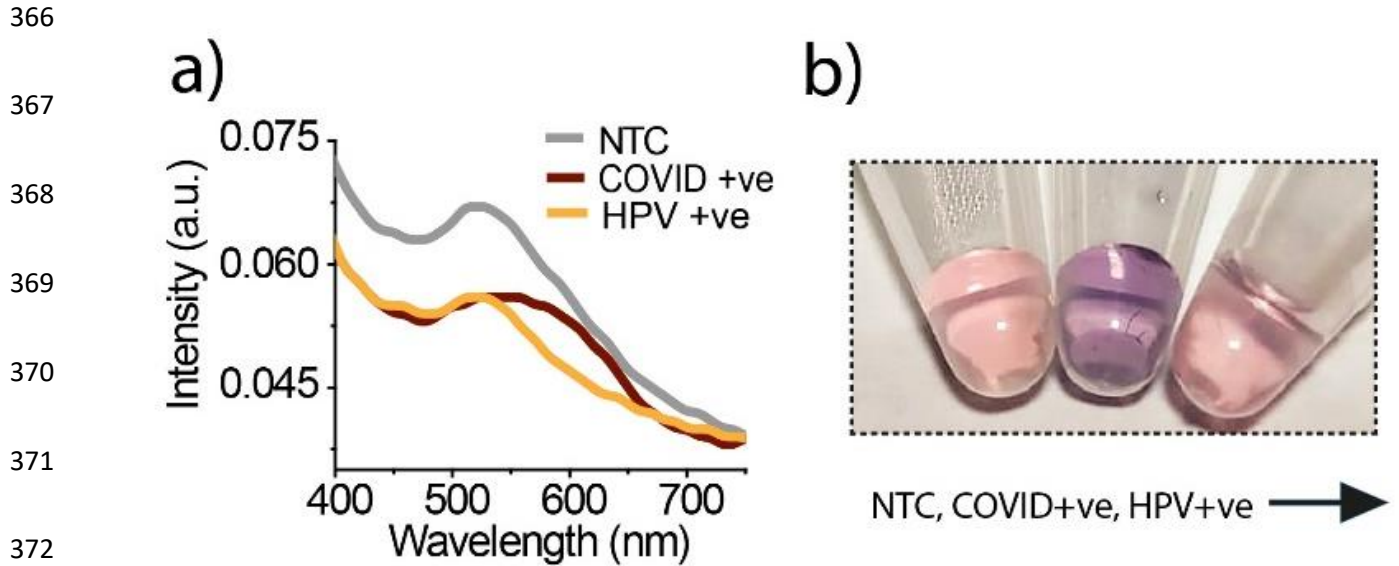 366
a)
b)
367
0.075
NTC
COVID +ve
HPV +ve
368
0.060
369
370
0.045
Intensity (a.u.)
371
400 500 600 700
NTC, COVID+ve, HPV+ve
Wavelength (nm)
372